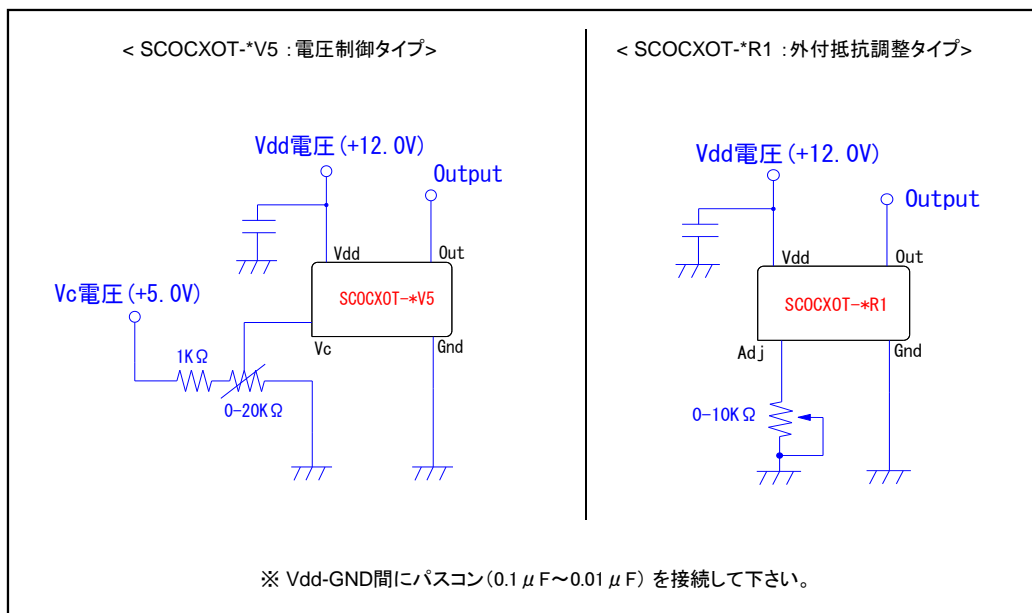 < SCOCXOT-*V5 : 電圧制御タイプ>
Vdd電圧(+12.0V)
Output
Vdd
Out
SCOCXOT-*V5
Vc電圧(+5.0V)
Vc
Gnd
1KΩ
0-20KΩ
< SCOCXOT-*R1 : 外付抵抗調整タイプ>
Vdd電圧(+12.0V)
Output
Vdd
Out
SCOCXOT-*R1
Adj
Gnd
0-10KΩ
※ Vdd-GND間にパスコン(0.1μF～0.01μF) を接続して下さい。